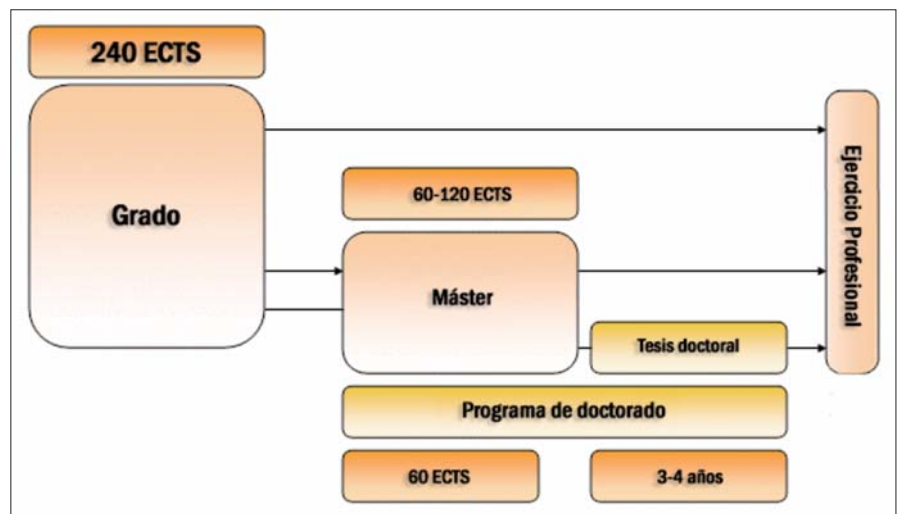 240 ECTS
Grado
60-120 ECTS
Máster
Tesis doctoral
Programa de doctorado
60 ECTS
3-4 años
Ejercicio Profesional